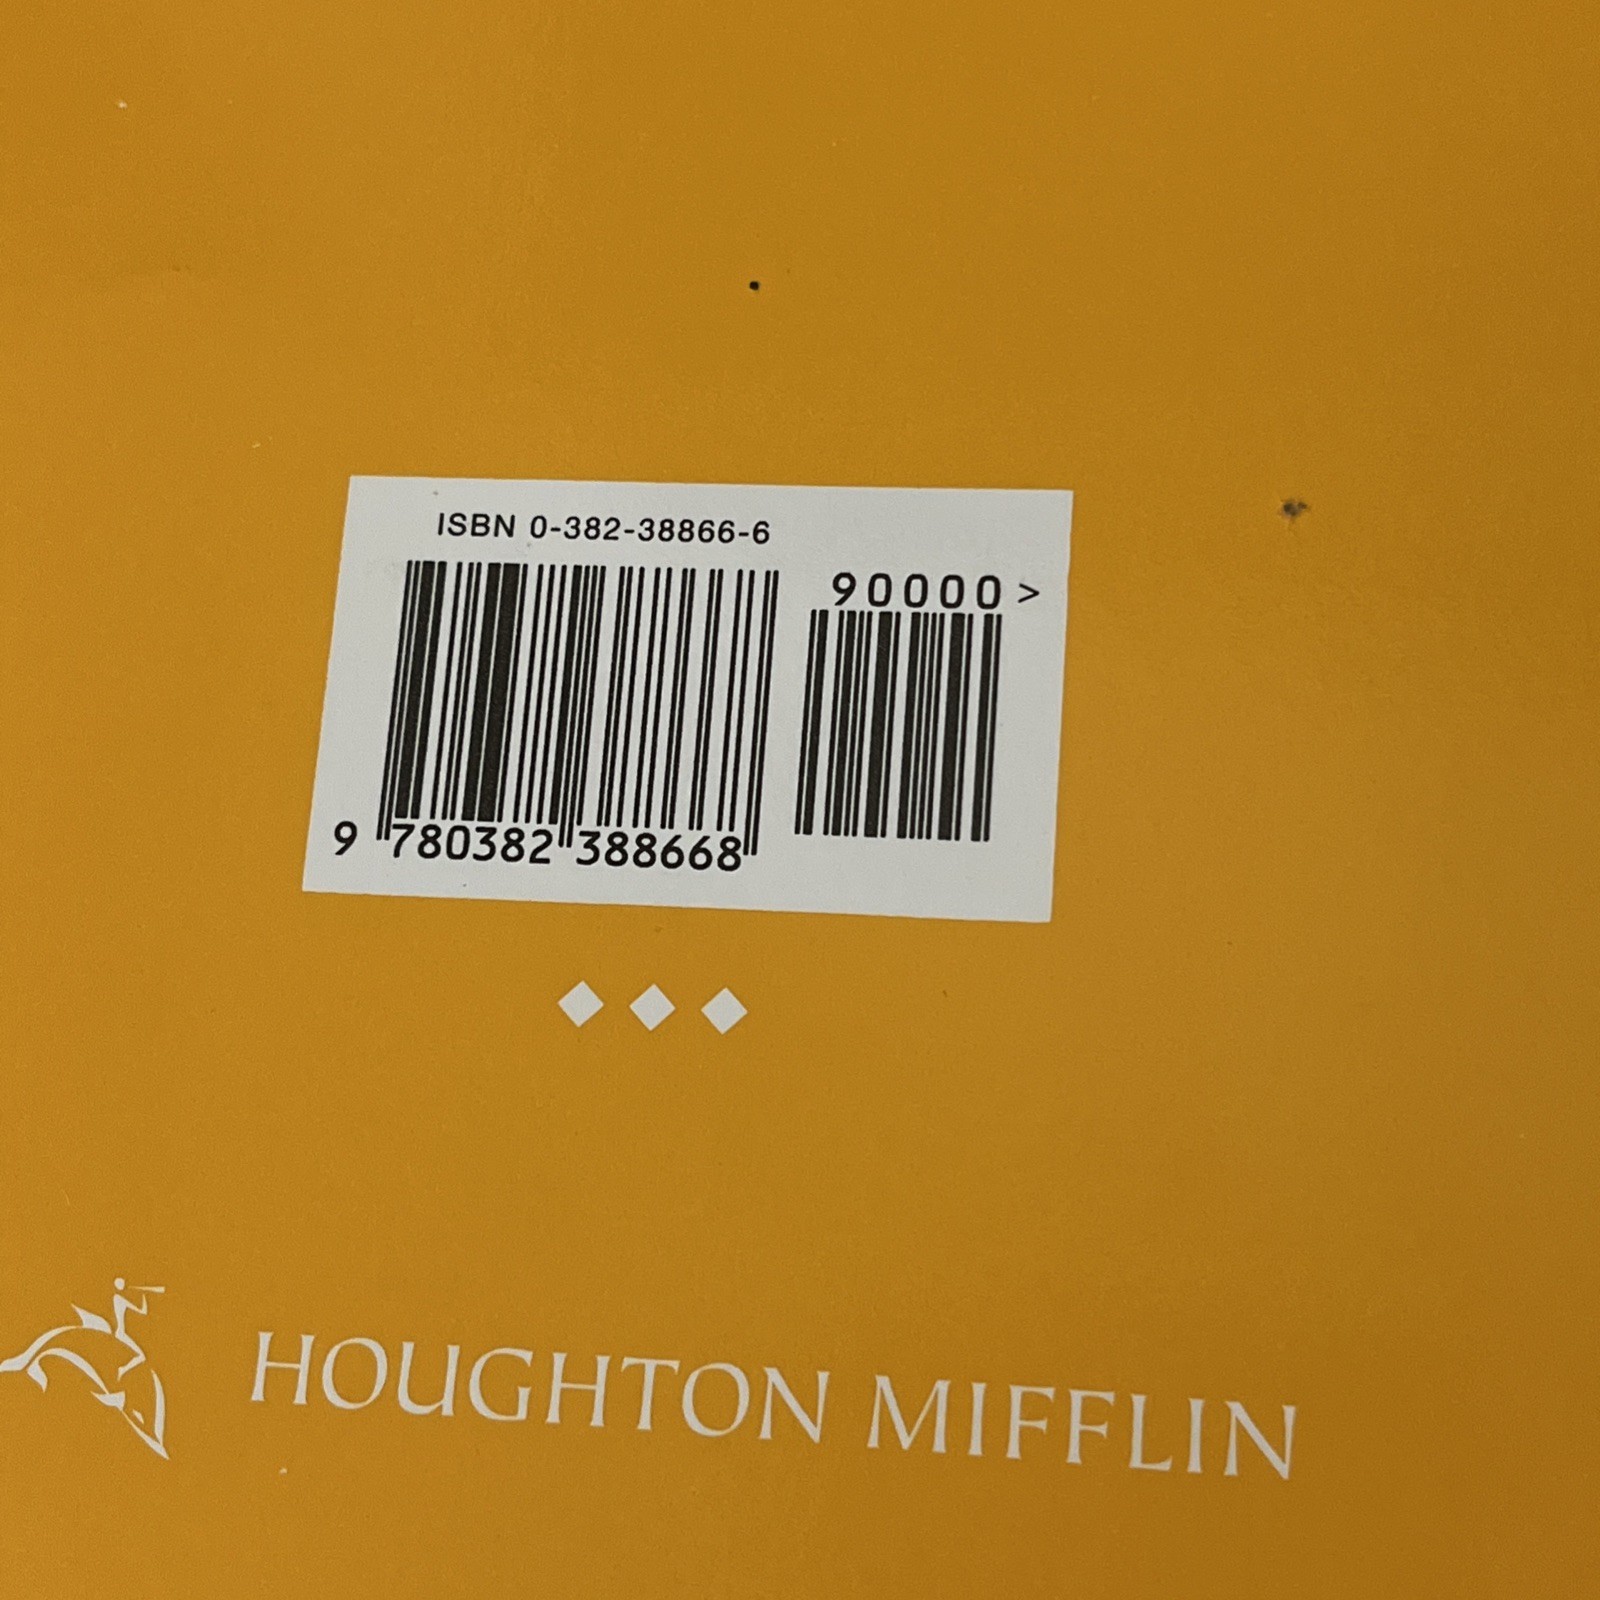 ISBN 0-382-38866-6
90000>
9 780382 388668
HOUGHTON MIFFLIN